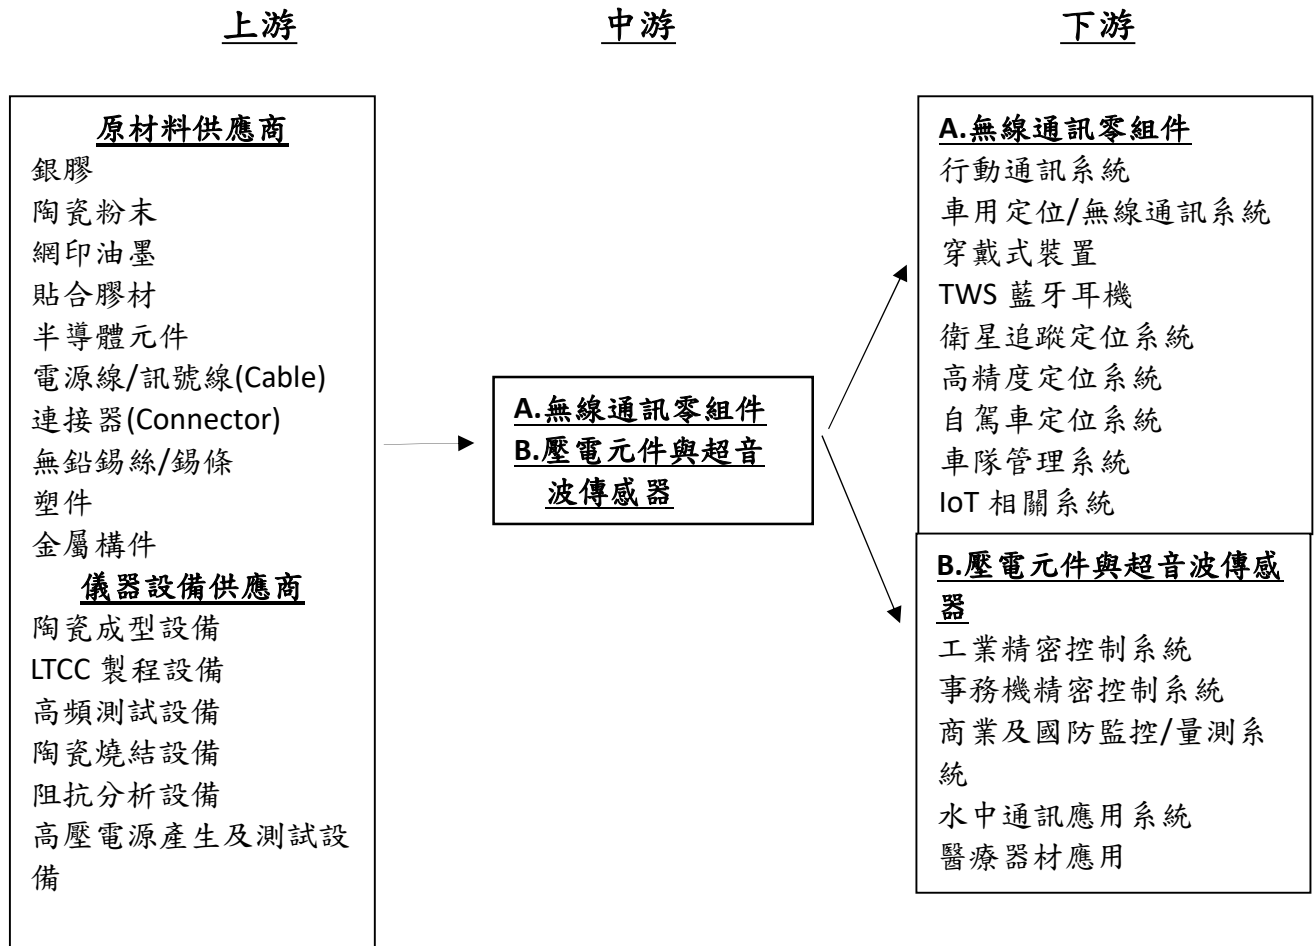 上游
中游
下游
原材料供應商
銀膠
陶瓷粉末
網印油墨
貼合膠材
半導體元件
電源線/訊號線(Cable)
連接器(Connector)
無鉛錫絲/錫條
塑件
金屬構件
儀器設備供應商
陶瓷成型設備
LTCC 製程設備
高頻測試設備
陶瓷燒結設備
阻抗分析設備
高壓電源產生及測試設
備
A.無線通訊零組件
B.壓電元件與超音
波傳感器
A.無線通訊零組件
行動通訊系統
車用定位/無線通訊系統
穿戴式裝置
TWS 藍牙耳機
衛星追蹤定位系統
高精度定位系統
自駕車定位系統
車隊管理系統
IoT 相關系統
B.壓電元件與超音波傳感
器
工業精密控制系統
事務機精密控制系統
商業及國防監控/量測系
統
水中通訊應用系統
醫療器材應用